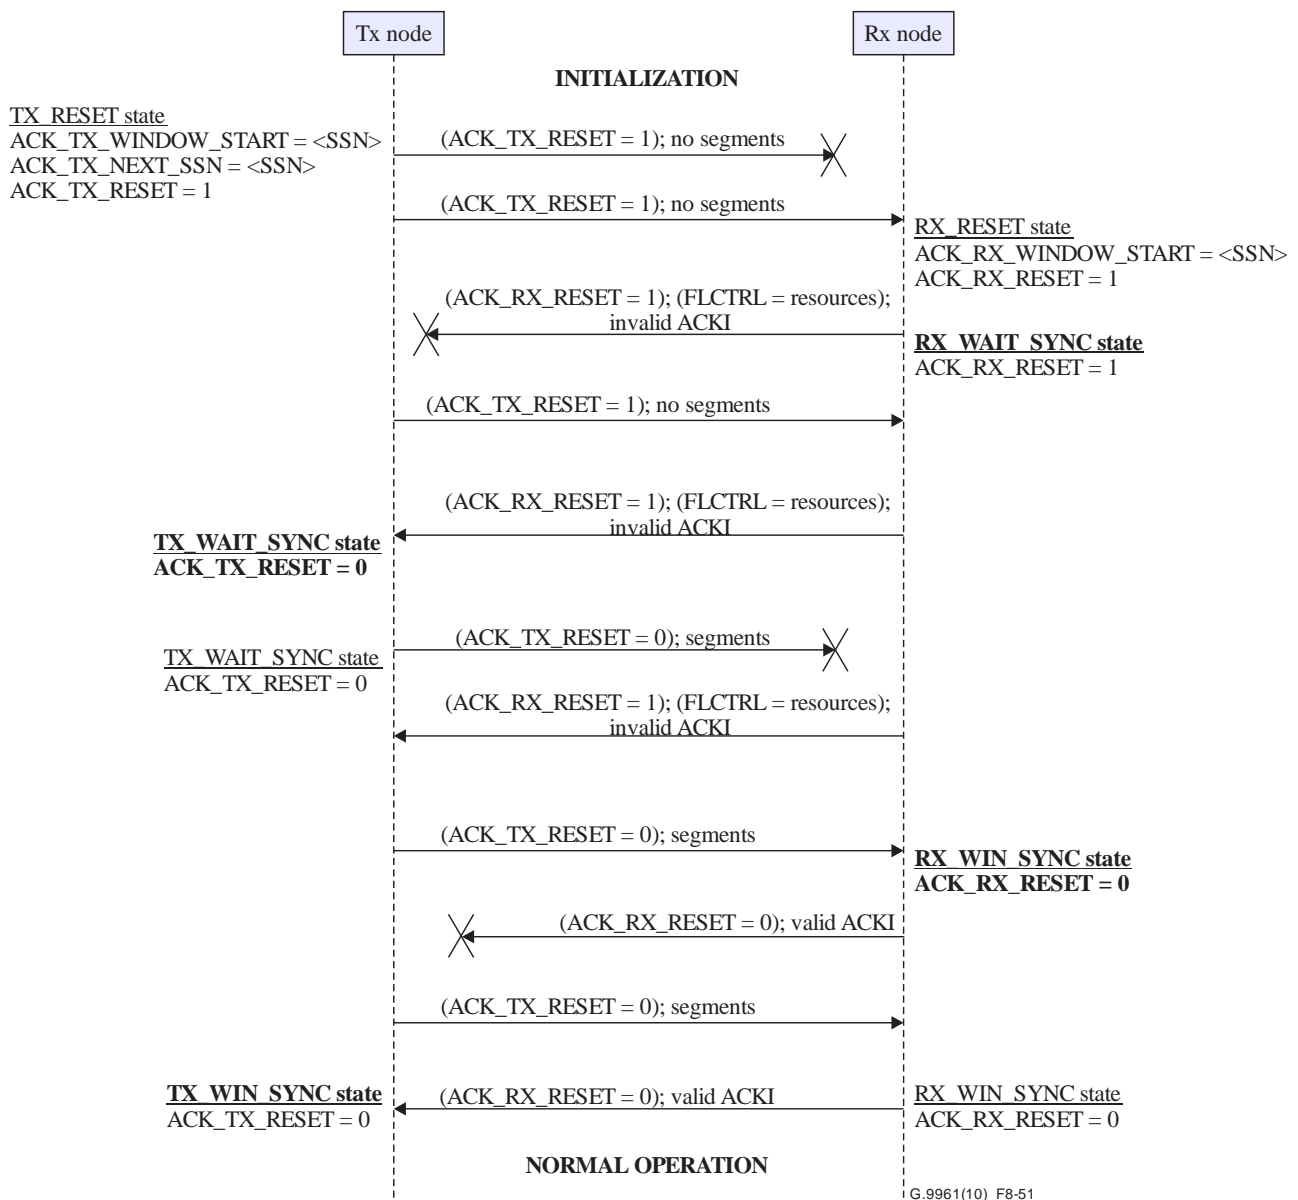 Tx node
Rx node
INITIALIZATION
TX_RESET state
ACK_TX_WINDOW_START = <SSN>
ACK_TX_NEXT_SSN = <SSN>
ACK_TX_RESET = 1
(ACK_TX_RESET = 1); no segments
(ACK_TX_RESET = 1); no segments
RX_RESET state
ACK_RX_WINDOW_START = <SSN>
ACK_RX_RESET = 1
(ACK_RX_RESET = 1); (FLCTRL = resources);
invalid ACKI
RX_WAIT_SYNC state
ACK_RX_RESET = 1
(ACK_TX_RESET = 1); no segments
(ACK_RX_RESET = 1); (FLCTRL = resources);
invalid ACKI
TX_WAIT_SYNC state
ACK_TX_RESET = 0
(ACK_TX_RESET = 0); segments
TX_WAIT_SYNC state
ACK_TX_RESET = 0
(ACK_RX_RESET = 1); (FLCTRL = resources);
invalid ACKI
(ACK_TX_RESET = 0); segments
RX_WIN_SYNC state
ACK_RX_RESET = 0
(ACK_RX_RESET = 0); valid ACKI
(ACK_TX_RESET = 0); segments
TX_WIN_SYNC state
ACK_TX_RESET = 0
(ACK_RX_RESET = 0); valid ACKI
RX_WIN_SYNC state
ACK_RX_RESET = 0
NORMAL OPERATION
G.9961(10)_F8-51